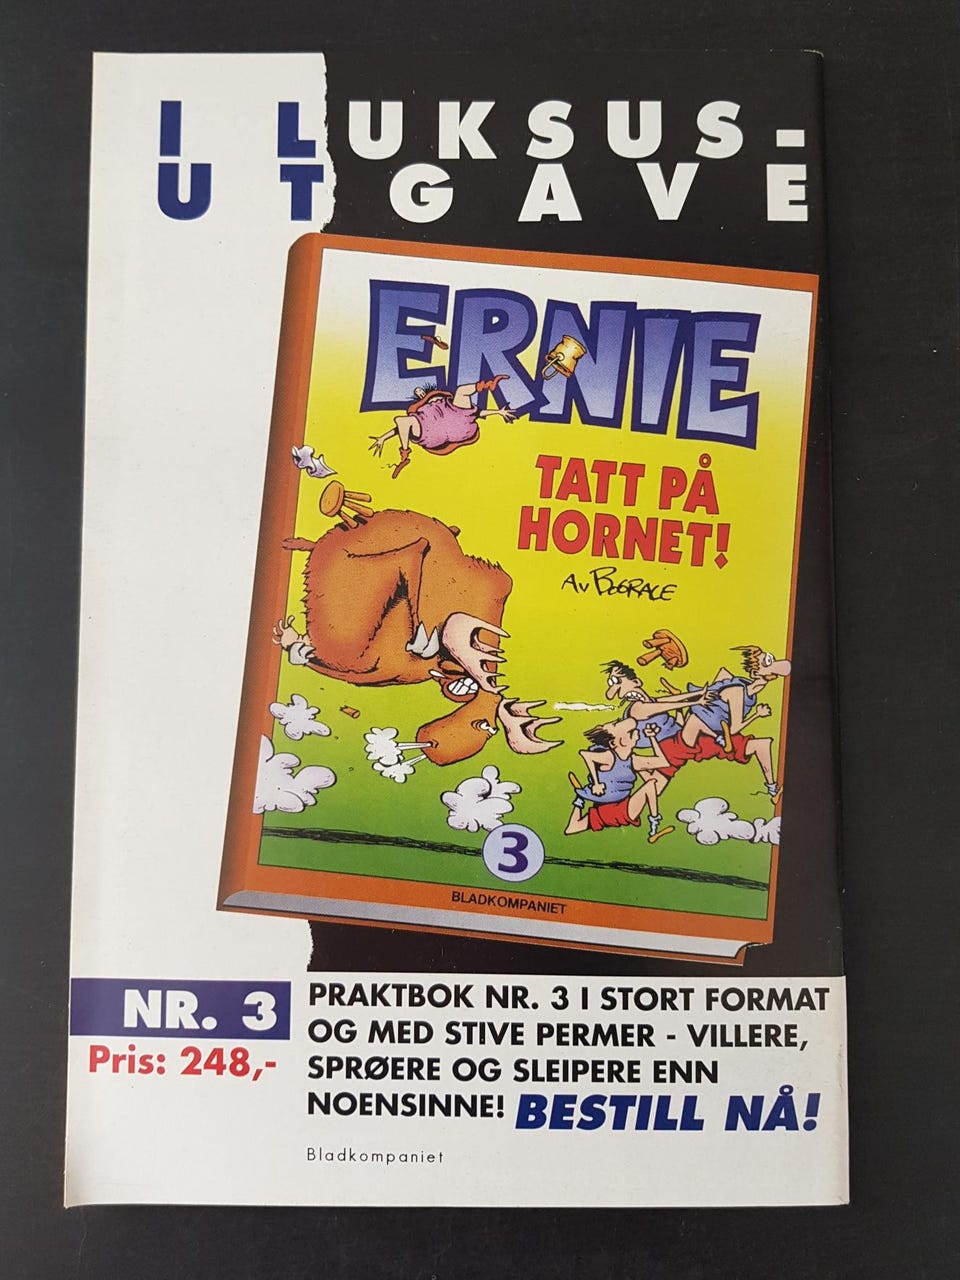 I LUKSUS-
UTGAVE
ERNIE
TATT PÅ
HORNET!
AV BGRACE
3
BLADKOMPANIET
NR. 3
Pris: 248,-
PRAKTBOK NR. 3 I STORT FORMAT
OG MED STIVE PERMER - VILLERE,
SPRØERE OG SLEIPERE ENN
NOENSINNE! BESTILL NÅ!
Bladkompaniet